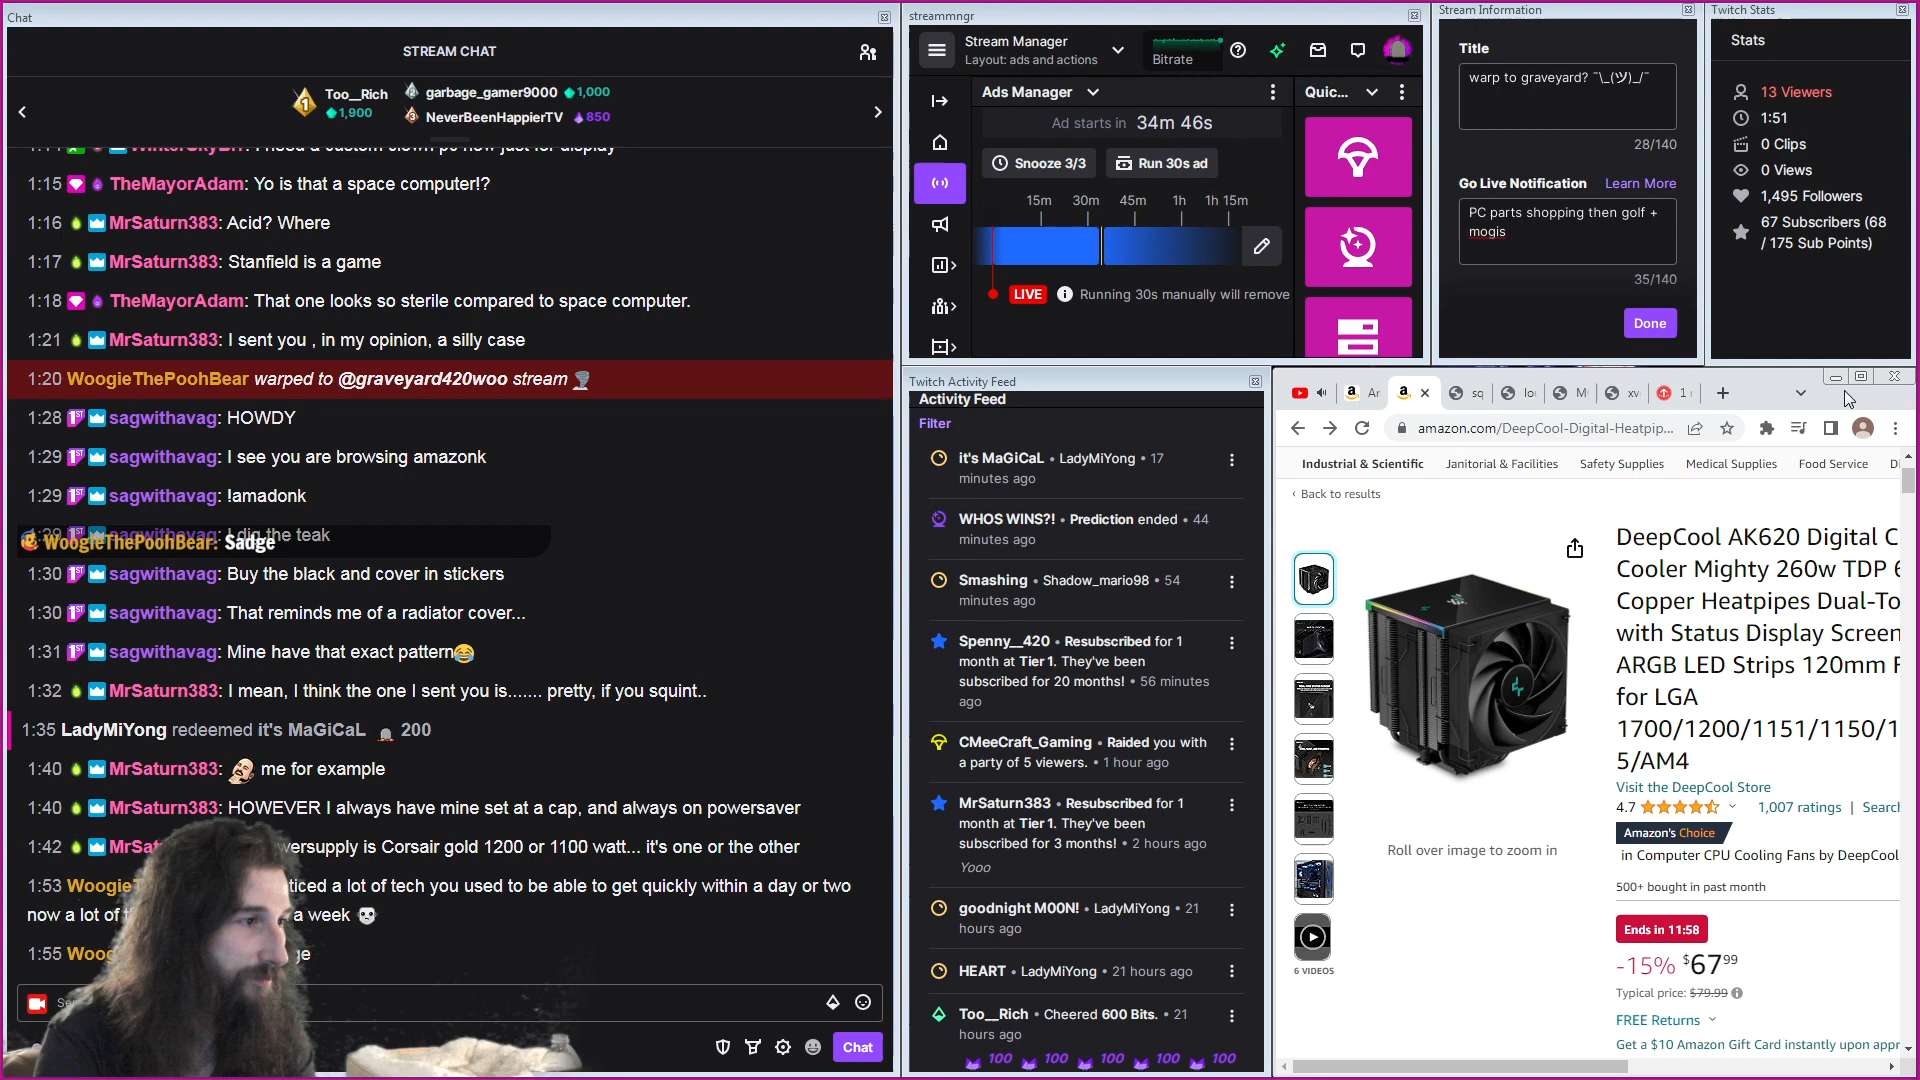 Chat
STREAM CHAT
Too__Rich
1,900
garbage_gamer9000 1,000
NeverBeenHappierTV 850
1:15 TheMayorAdam: Yo is that a space computer!?
1:16 MrSaturn383: Acid? Where
1:17 MrSaturn383: Stanfield is a game
1:18 TheMayorAdam: That one looks so sterile compared to space computer.
1:21 MrSaturn383: I sent you , in my opinion, a silly case
1:20 WoogieThePoohBear warped to @graveyard420woo stream
1:28 sagwithavag: HOWDY
1:29 sagwithavag: I see you are browsing amazonk
1:29 sagwithavag: !amadonk
1:29 sagwithavag: I dig the teak
WoogieThePoohBear: Sadge
1:30 sagwithavag: Buy the black and cover in stickers
1:30 sagwithavag: That reminds me of a radiator cover...
1:31 sagwithavag: Mine have that exact pattern😂
1:32 MrSaturn383: I mean, I think the one I sent you is....... pretty, if you squint..
1:35 LadyMiYong redeemed it's MaGiCaL 200
1:40 MrSaturn383: me for example
1:40 MrSaturn383: HOWEVER I always have mine set at a cap, and always on powersaver
1:42 MrSat wersupply is Corsair gold 1200 or 1100 watt... it's one or the other
1:53 WoogieT ticed a lot of tech you used to be able to get quickly within a day or two
now a lot of a week
1:55 Woog ge
Chat
streammngr
Stream Manager
Layout: ads and actions
Bitrate
Ads Manager
Ad starts in 34m 46s
Snooze 3/3
Run 30s ad
15m 30m 45m 1h 1h 15m
LIVE Running 30s manually will remove
Quic...
Stream Information
Title
warp to graveyard? ¯\_(ツ)_/¯
28/140
Go Live Notification Learn More
PC parts shopping then golf +
mogis
35/140
Done
Twitch Stats
Stats
13 Viewers
1:51
0 Clips
0 Views
1,495 Followers
67 Subscribers (68
/ 175 Sub Points)
Twitch Activity Feed
Activity Feed
Filter
it's MaGiCaL • LadyMiYong • 17
minutes ago
WHOS WINS?! • Prediction ended • 44
minutes ago
Smashing • Shadow_mario98 • 54
minutes ago
Spenny__420 • Resubscribed for 1
month at Tier 1. They've been
subscribed for 20 months! • 56 minutes
ago
CMeeCraft_Gaming • Raided you with
a party of 5 viewers. • 1 hour ago
MrSaturn383 • Resubscribed for 1
month at Tier 1. They've been
subscribed for 3 months! • 2 hours ago
Yooo
goodnight M00N! • LadyMiYong • 21
hours ago
HEART • LadyMiYong • 21 hours ago
Too__Rich • Cheered 600 Bits. • 21
hours ago
100 100 100 100 100
Ar sq lo M xv 1
amazon.com/DeepCool-Digital-Heatpip...
Industrial & Scientific Janitorial & Facilities Safety Supplies Medical Supplies Food Service
‹ Back to results
DeepCool AK620 Digital C
Cooler Mighty 260w TDP 6
Copper Heatpipes Dual-To
with Status Display Screen
ARGB LED Strips 120mm F
for LGA
1700/1200/1151/1150/1
5/AM4
Visit the DeepCool Store
4.7 1,007 ratings | Searc
Amazon's Choice
in Computer CPU Cooling Fans by DeepCool
500+ bought in past month
Ends in 11:58
-15% $67 99
Typical price: $79.99
FREE Returns
Get a $10 Amazon Gift Card instantly upon appr
Roll over image to zoom in
6 VIDEOS